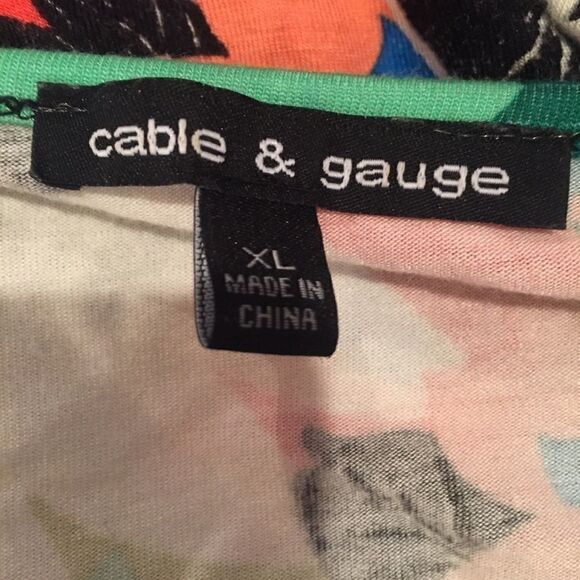 cable & gauge
XL
MADE IN
CHINA